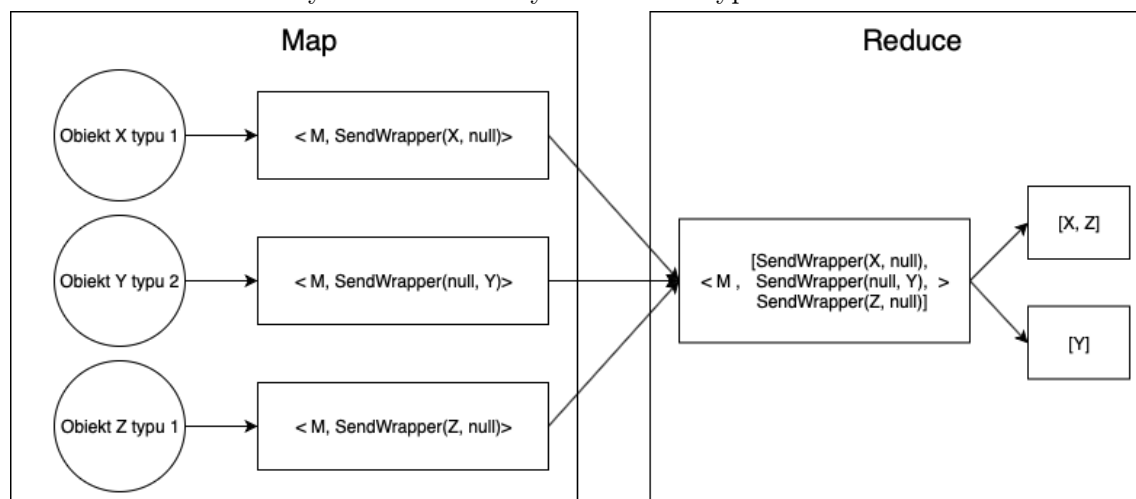 Map
Reduce
Obiekt X typu 1
< M, SendWrapper(X, null)>
Obiekt Y typu 2
< M, SendWrapper(null, Y)>
Obiekt Z typu 1
< M, SendWrapper(Z, null)>
[SendWrapper(X, null),
< M , SendWrapper(null, Y), >
SendWrapper(Z, null)]
[X, Z]
[Y]